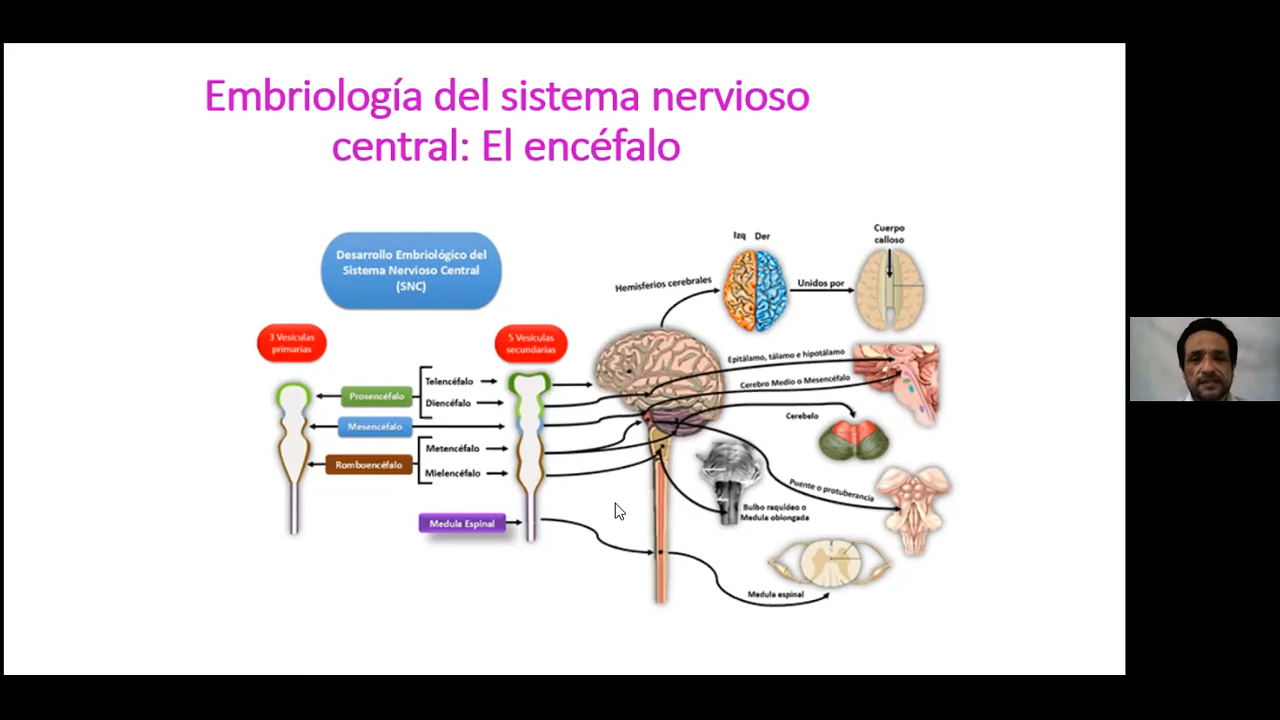 Embriología del sistema nervioso
central: El encéfalo
Desarrollo Embriológico del
Sistema Nervioso Central
(SNC)
3 Vesículas
primarias
5 Vesículas
secundarias
Prosencéfalo
Mesencéfalo
Romboencéfalo
Telencéfalo
Diencéfalo
Metencéfalo
Mielencéfalo
Medula Espinal
Hemisferios cerebrales
Izq Der
Unidos por
Cuerpo
calloso
Epitálamo, tálamo e hipotálamo
Cerebro Medio o Mesencéfalo
Cerebelo
Puente o protuberancia
Bulbo raquídeo o
Medula oblongada
Medula espinal